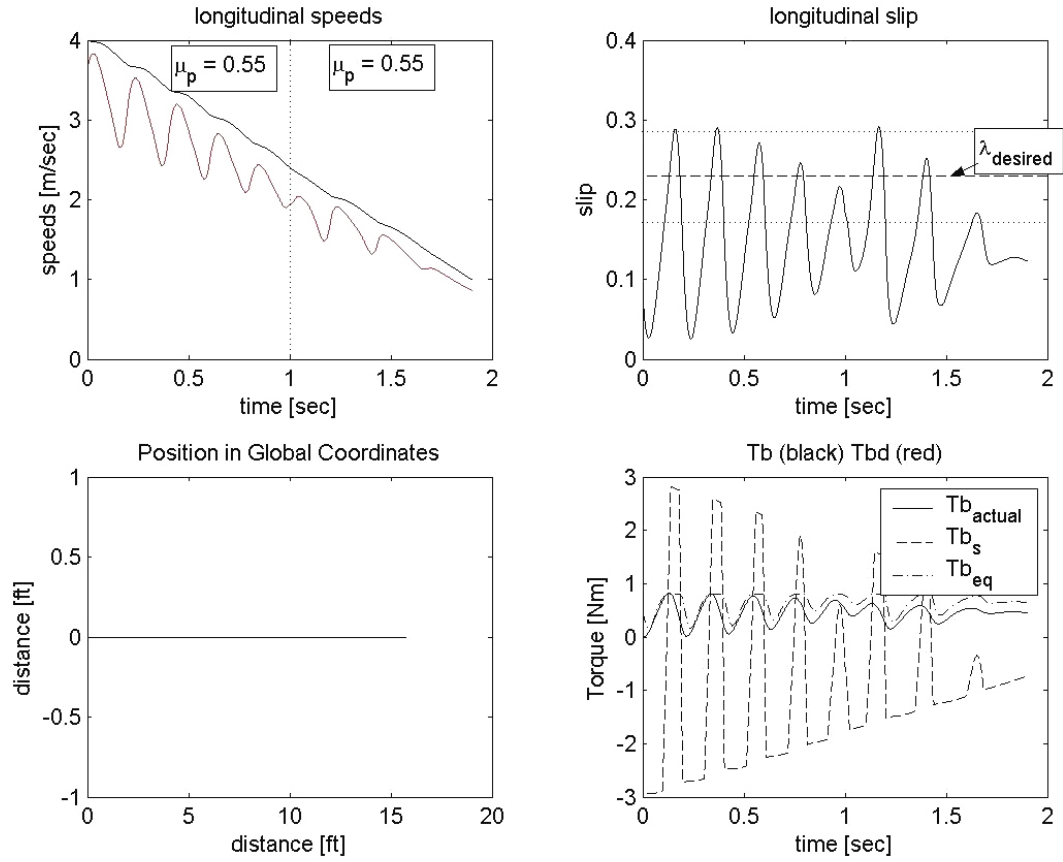 longitudinal speeds
4
3
2
1
0
speeds [m/sec]
μp = 0.55
μp = 0.55
0
0.5
1
1.5
2
time [sec]
longitudinal slip
0.4
0.3
0.2
0.1
0
slip
λdesired
0
0.5
1
1.5
2
time [sec]
Position in Global Coordinates
1
0.5
0
-0.5
-1
distance [ft]
0
5
10
15
20
distance [ft]
Tb (black) Tbd (red)
3
2
1
0
-1
-2
-3
Torque [Nm]
Tbactual
Tbs
Tbeq
0
0.5
1
1.5
2
time [sec]